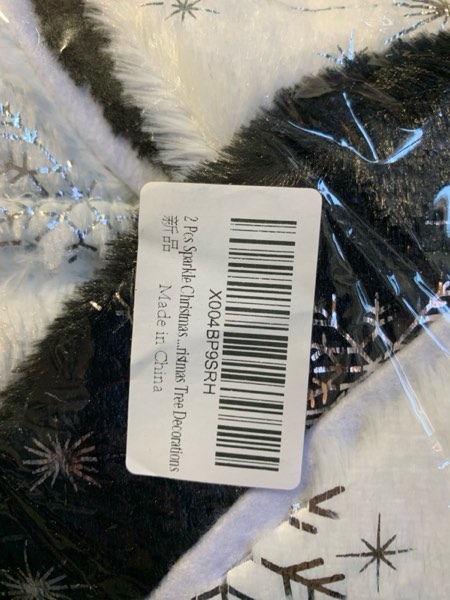 X004BP9SRH
2 Pcs Sparkle Christmas ...ristmas Tree Decorations
新品
Made in China